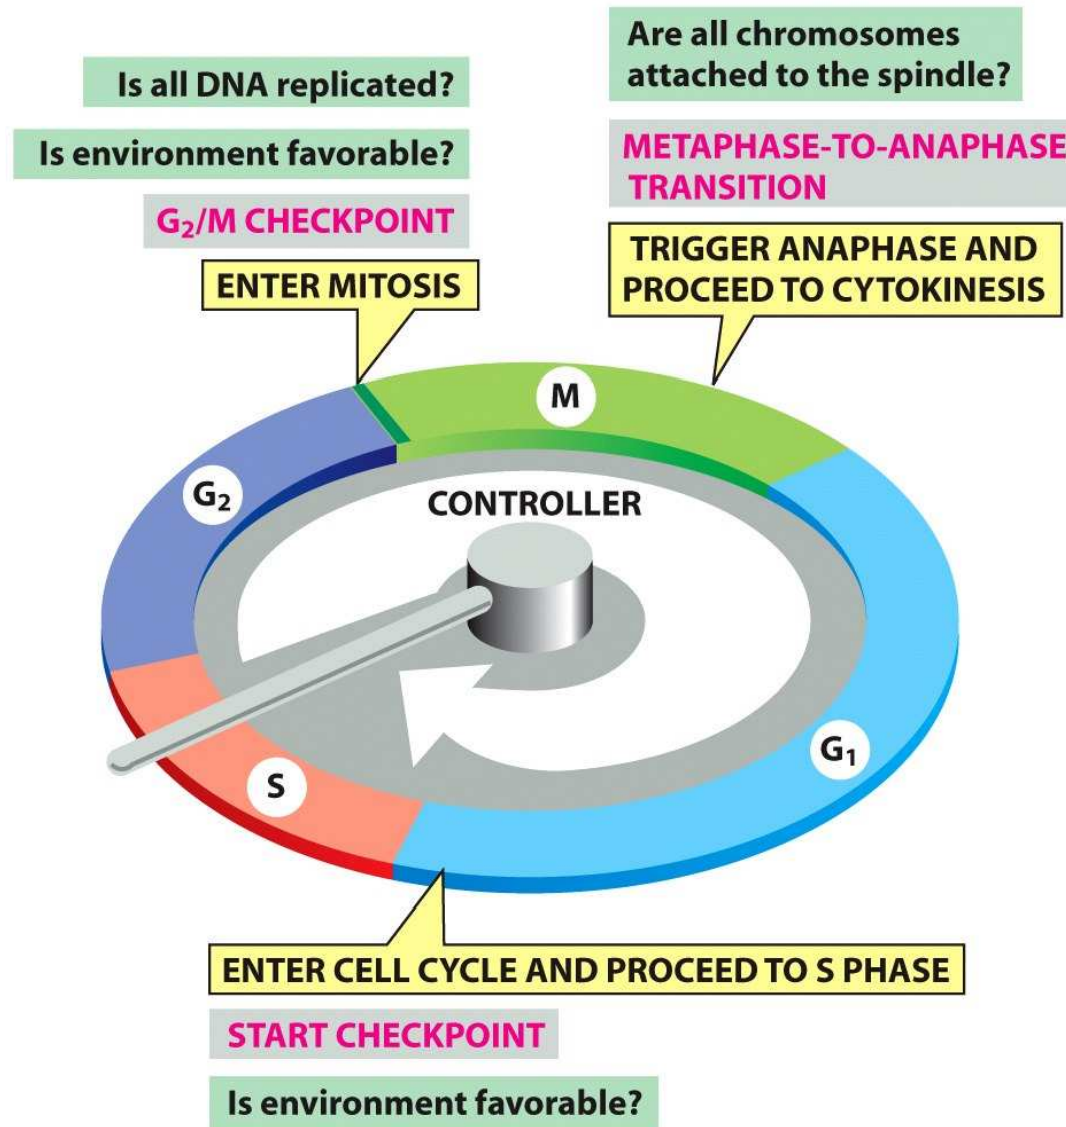 Is all DNA replicated?
Is environment favorable?
G₂/M CHECKPOINT
ENTER MITOSIS
Are all chromosomes
attached to the spindle?
METAPHASE-TO-ANAPHASE
TRANSITION
TRIGGER ANAPHASE AND
PROCEED TO CYTOKINESIS
M
G₂
CONTROLLER
G₁
S
ENTER CELL CYCLE AND PROCEED TO S PHASE
START CHECKPOINT
Is environment favorable?